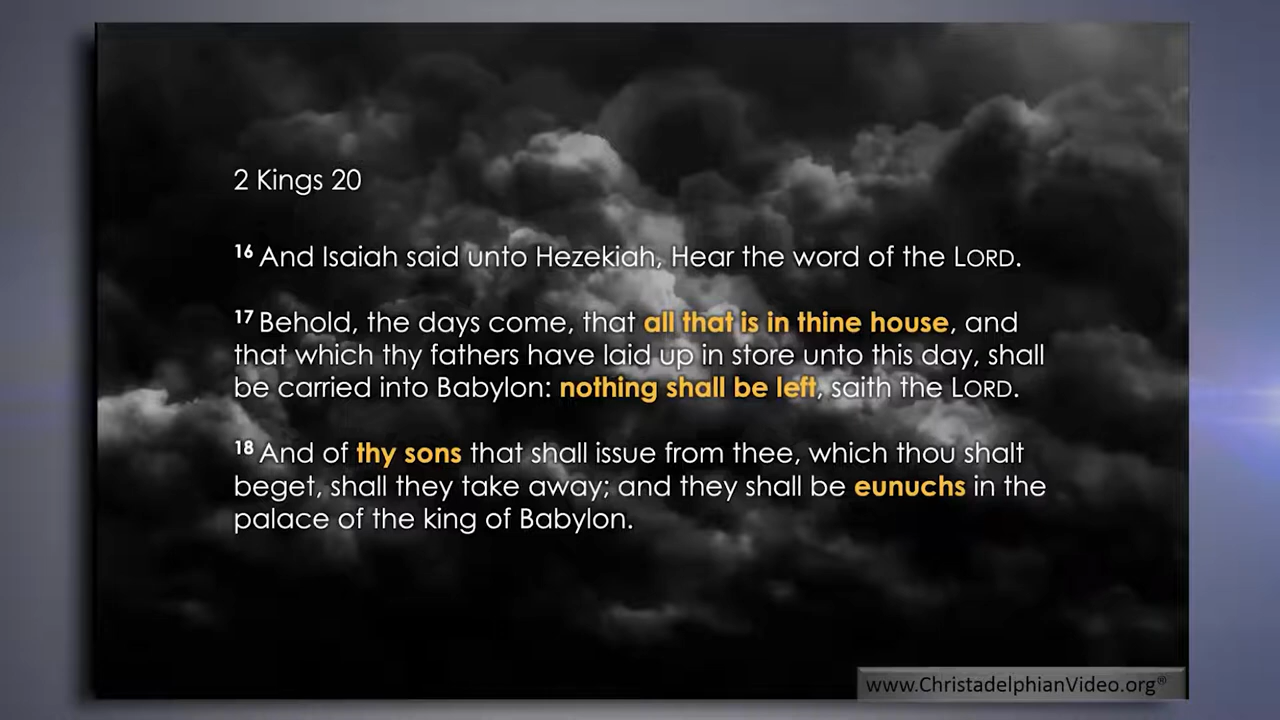 2 Kings 20
16 And Isaiah said unto Hezekiah, Hear the word of the LORD.
17 Behold, the days come, that all that is in thine house, and
that which thy fathers have laid up in store unto this day, shall
be carried into Babylon: nothing shall be left, saith the LORD.
18 And of thy sons that shall issue from thee, which thou shalt
beget, shall they take away; and they shall be eunuchs in the
palace of the king of Babylon.
www.ChristadelphianVideo.org®